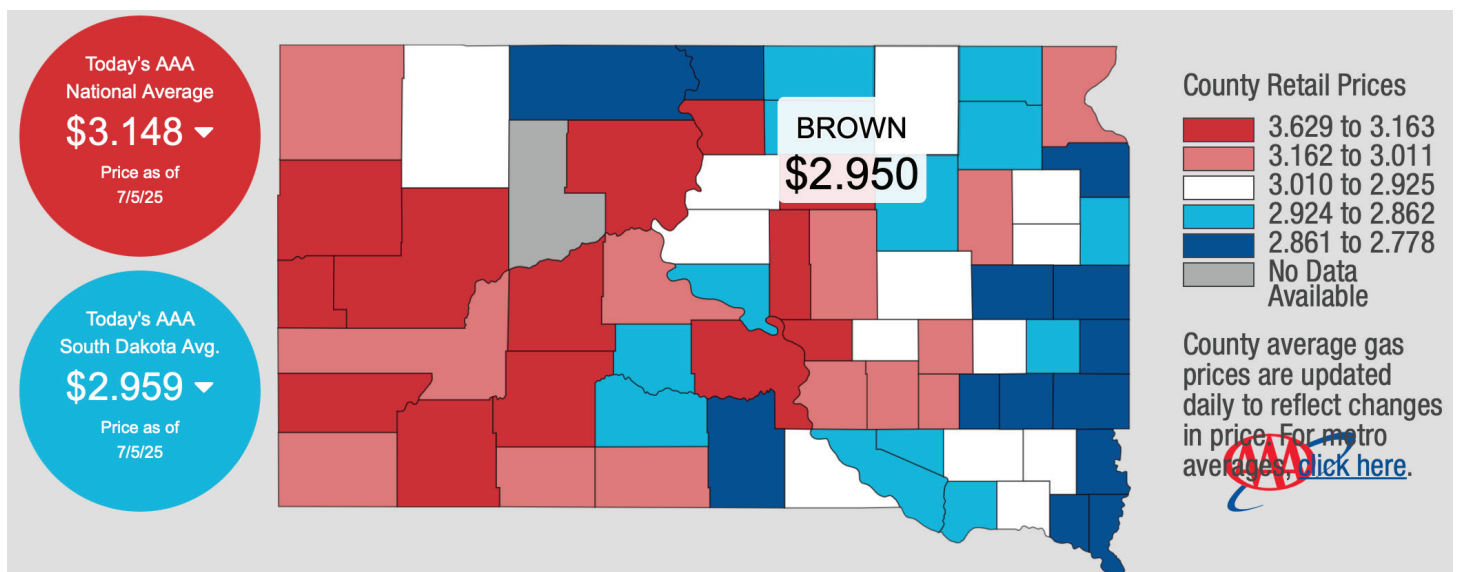 Today's AAA
National Average
$3.148
Price as of
7/5/25
Today's AAA
South Dakota Avg.
$2.959
Price as of
7/5/25
BROWN
$2.950
County Retail Prices
3.629 to 3.163
3.162 to 3.011
3.010 to 2.925
2.924 to 2.862
2.861 to 2.778
No Data
Available
County average gas
prices are updated
daily to reflect changes
in price. For metro
averages, click here.
AAA